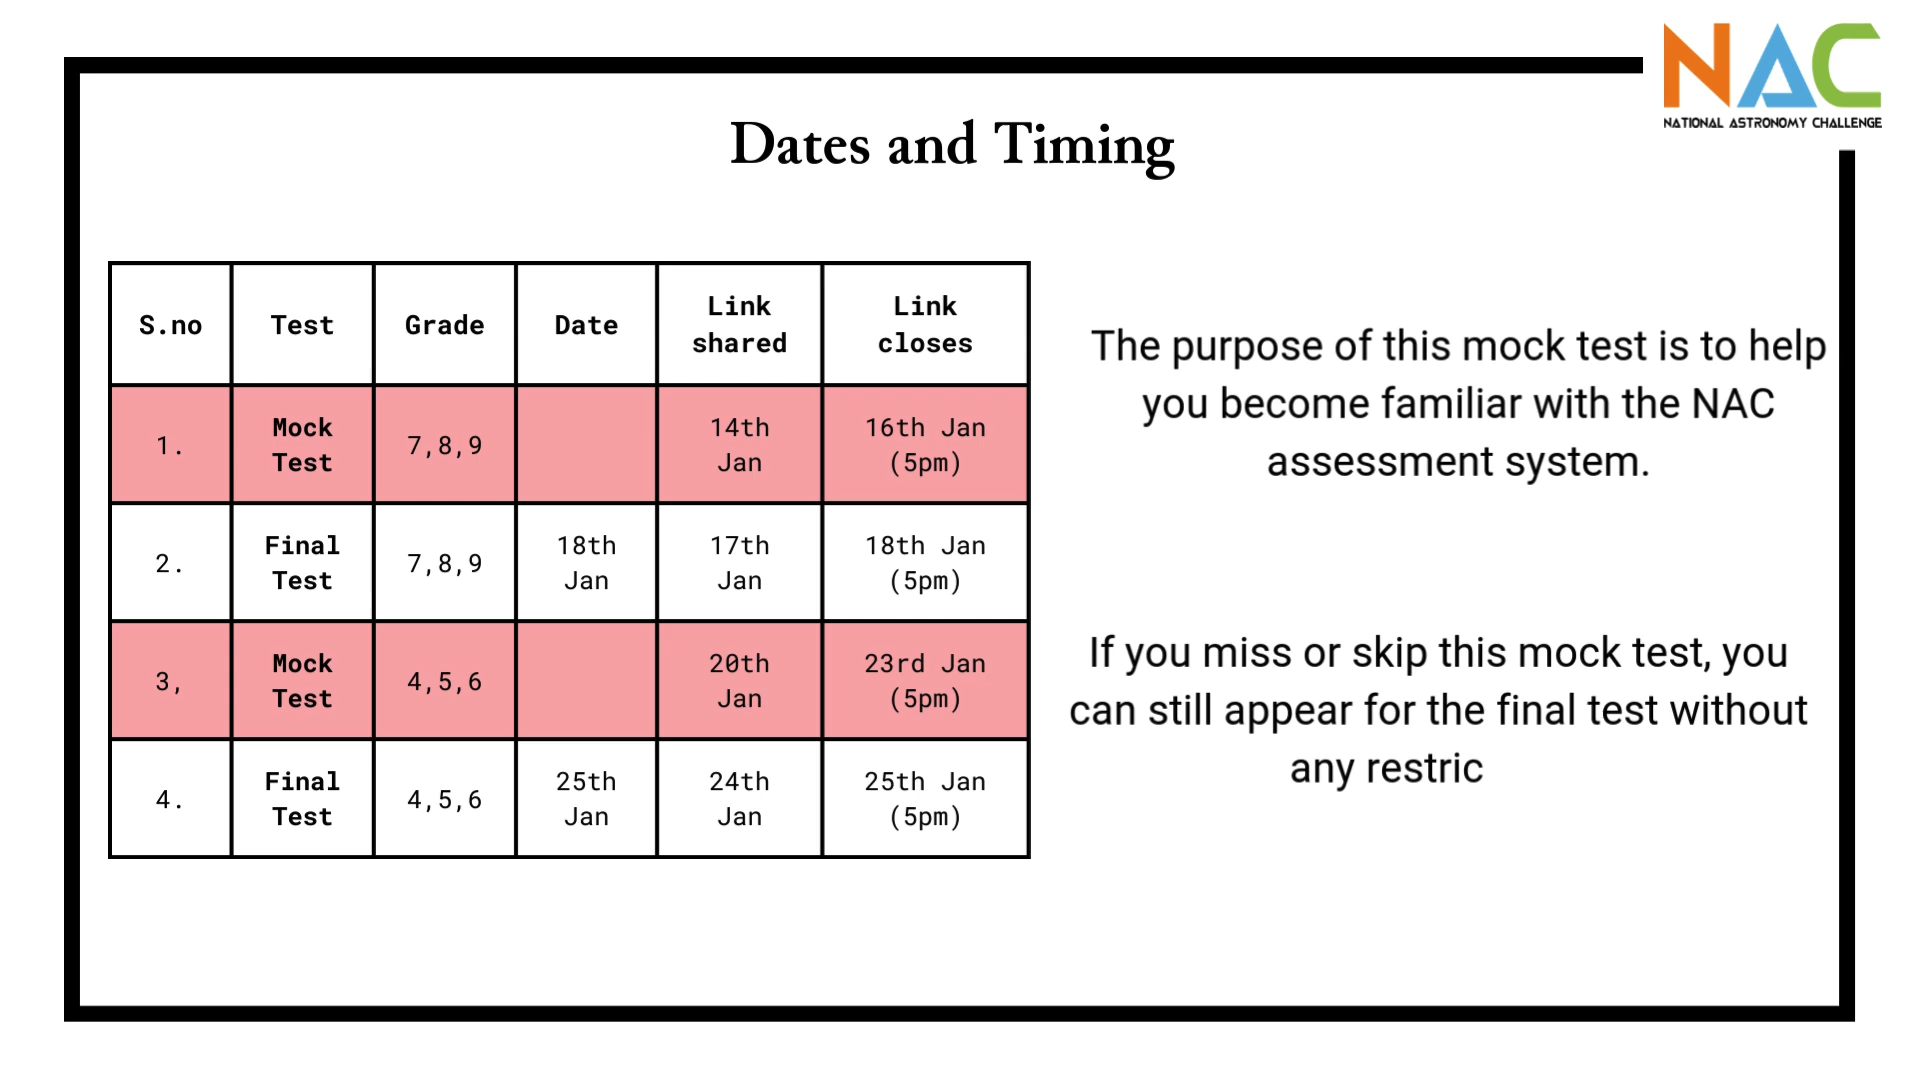 NAC
NATIONAL ASTRONOMY CHALLENGE
Dates and Timing
S.no Test Grade Date Link shared Link closes
1. Mock Test 7,8,9 14th Jan 16th Jan (5pm)
2. Final Test 7,8,9 18th Jan 17th Jan 18th Jan (5pm)
3, Mock Test 4,5,6 20th Jan 23rd Jan (5pm)
4. Final Test 4,5,6 25th Jan 24th Jan 25th Jan (5pm)
The purpose of this mock test is to help
you become familiar with the NAC
assessment system.
If you miss or skip this mock test, you
can still appear for the final test without
any restric